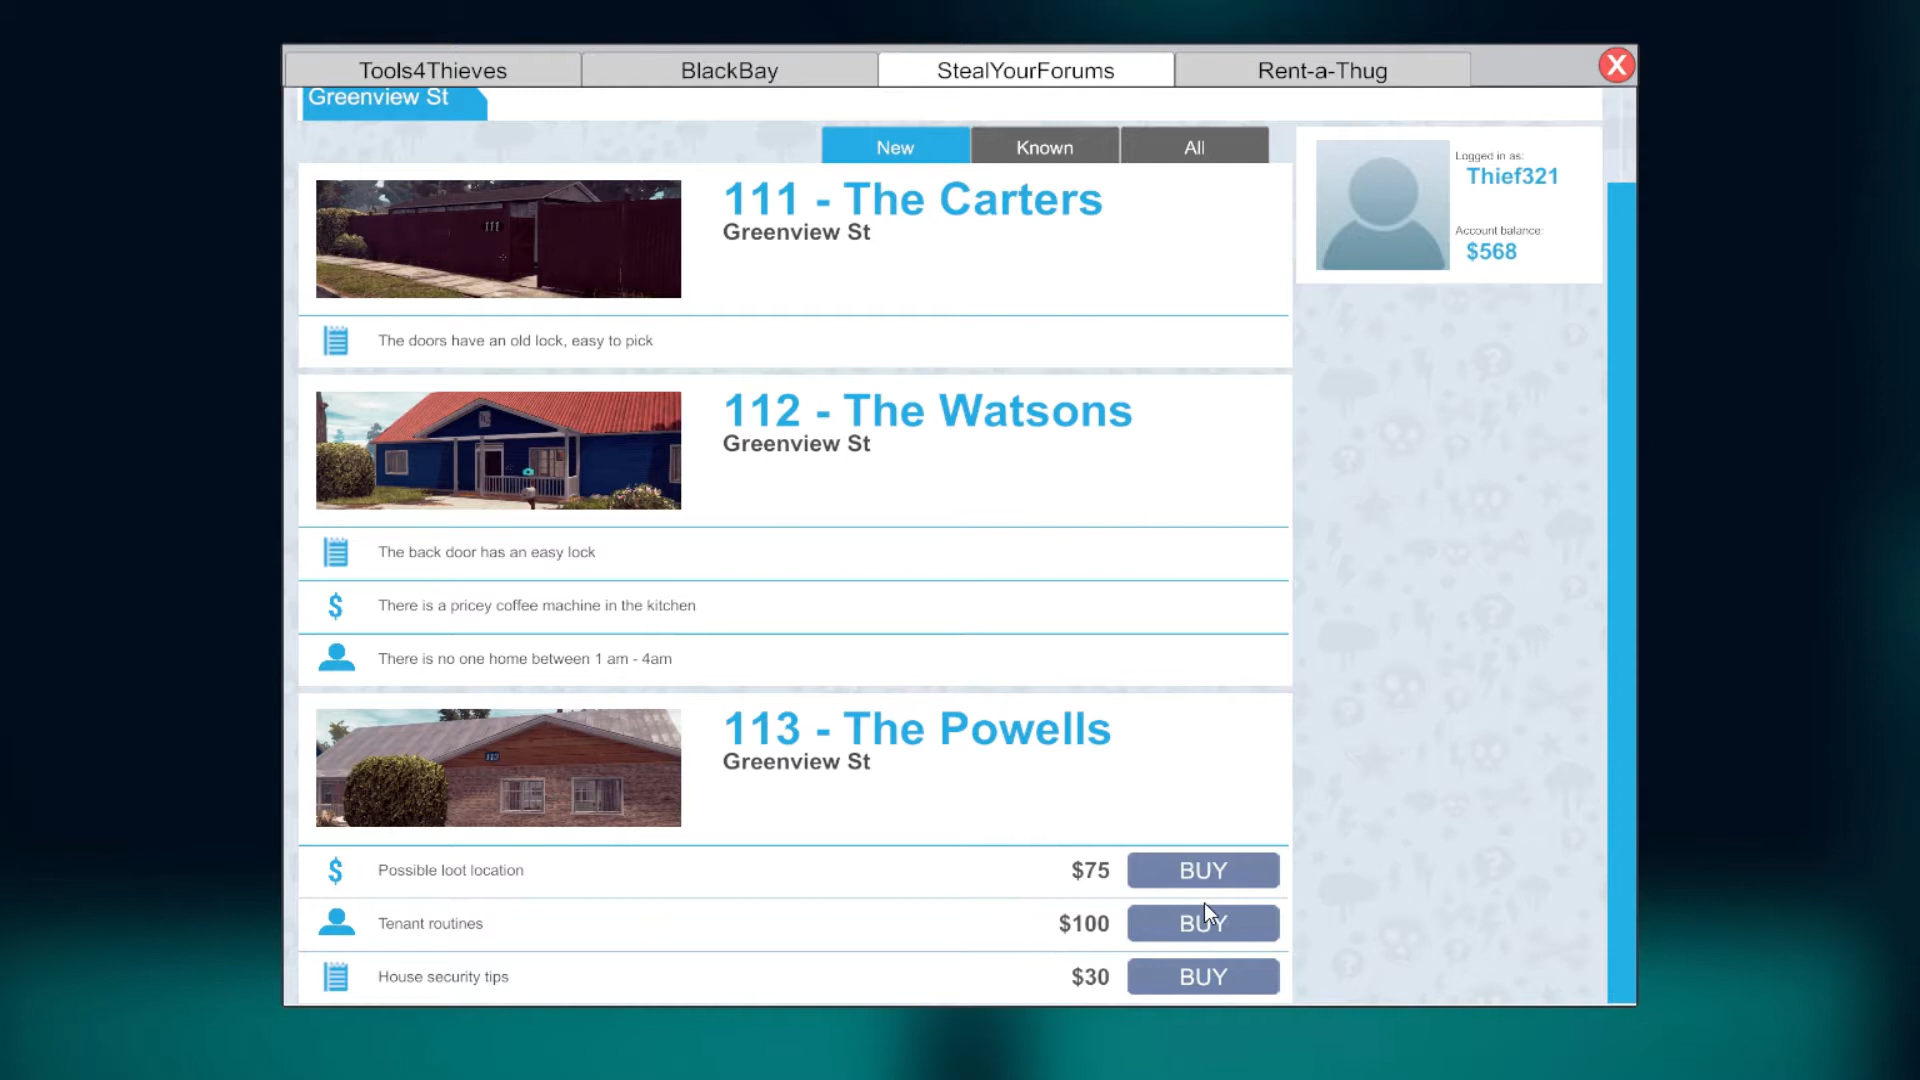 Tools4Thieves
BlackBay
StealYourForums
Rent-a-Thug
X
Greenview St
New
Known
All
Logged in as:
Thief321
Account balance:
$568
111 - The Carters
Greenview St
111
The doors have an old lock, easy to pick
112 - The Watsons
Greenview St
The back door has an easy lock
$ There is a pricey coffee machine in the kitchen
There is no one home between 1 am - 4am
113 - The Powells
Greenview St
113
$ Possible loot location $75 BUY
Tenant routines $100 BUY
House security tips $30 BUY